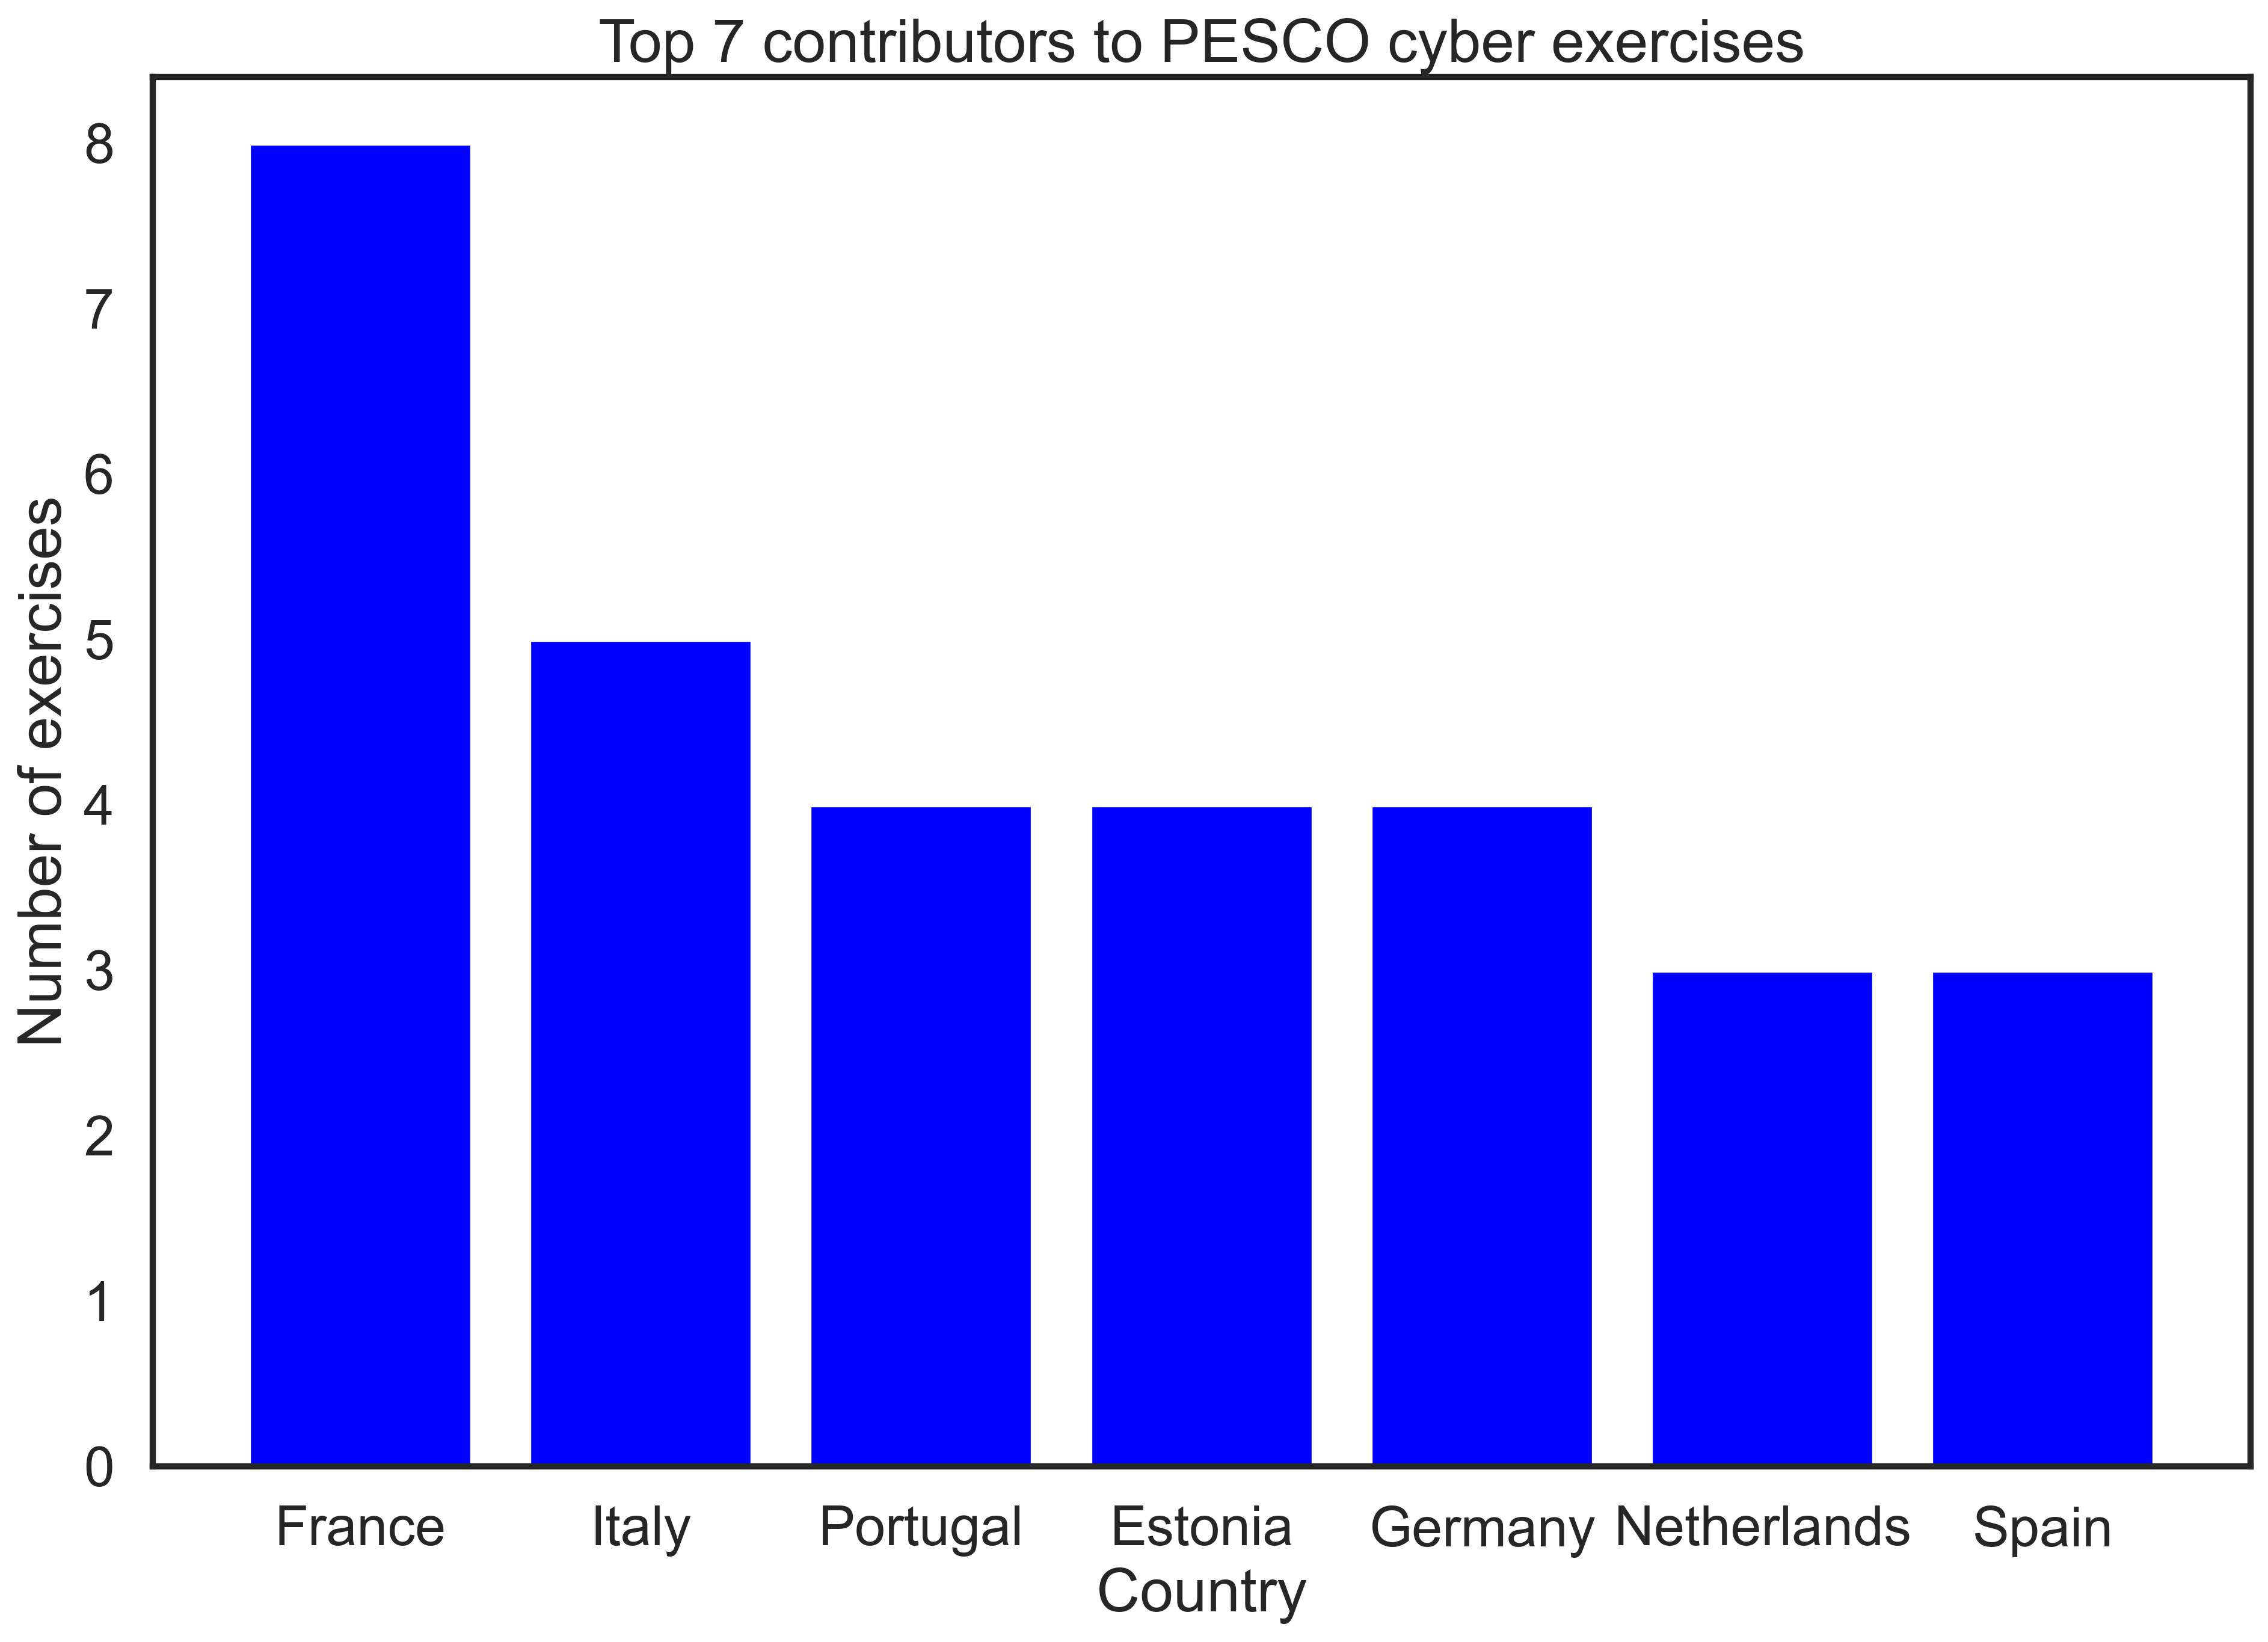 Top 7 contributors to PESCO cyber exercises
Number of exercises
8
7
6
5
4
3
2
1
0
France Italy Portugal Estonia Germany Netherlands Spain
Country